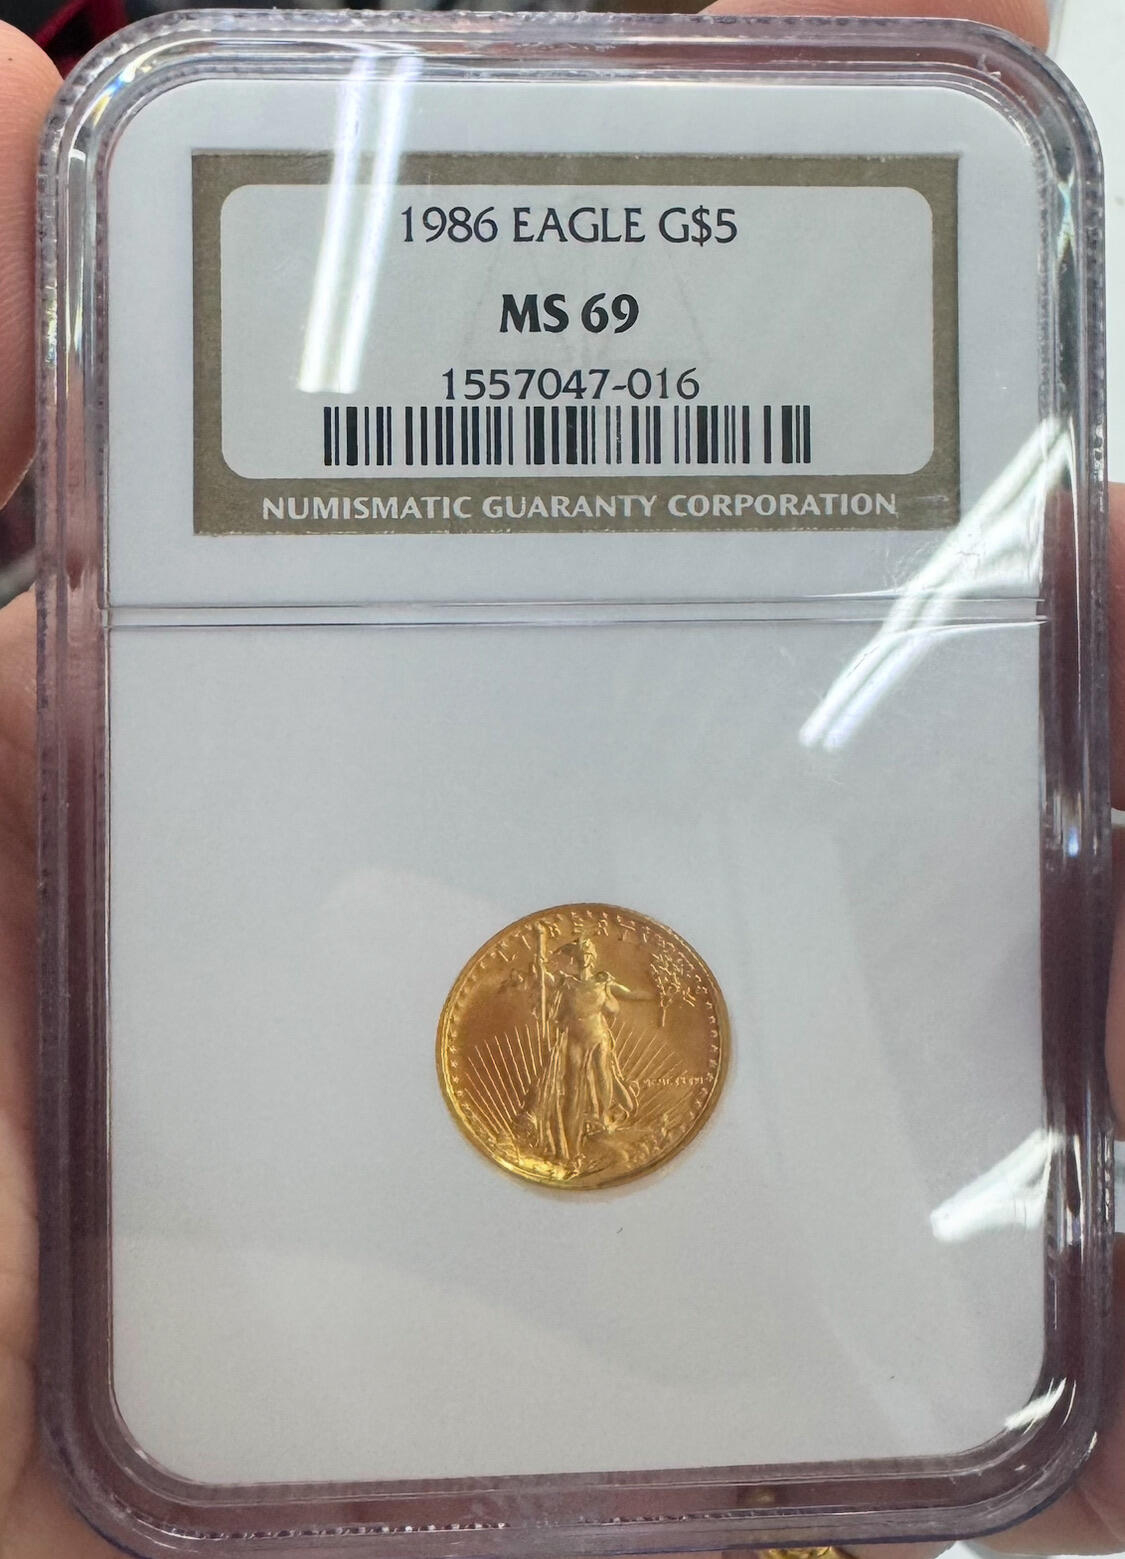 1986 EAGLE G$5
MS 69
1557047-016
NUMISMATIC GUARANTY CORPORATION
LIBERTY